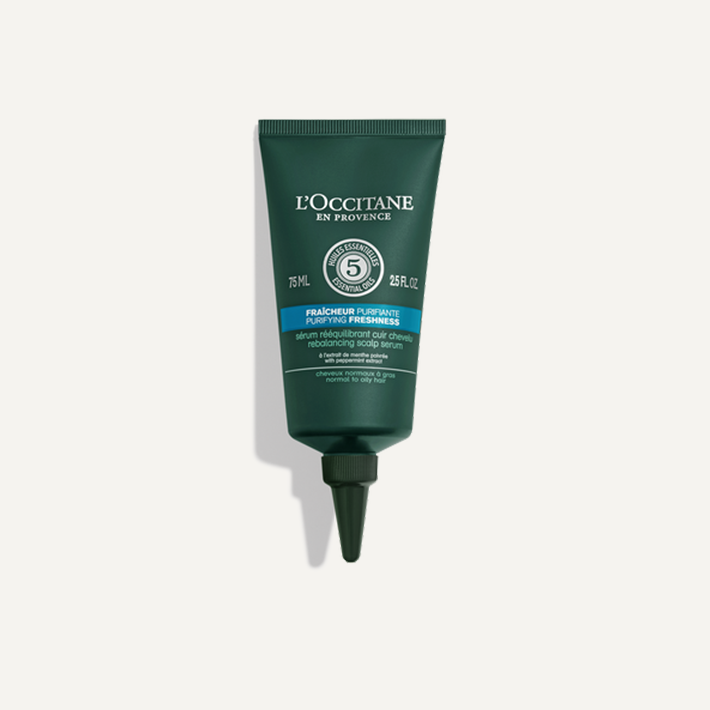 L'OCCITANE
EN PROVENCE
HUILES ESSENTIELLES
5
ESSENTIAL OILS
75 ML
2.5 FL OZ
FRAÎCHEUR PURIFIANTE
PURIFYING FRESHNESS
sérum rééquilibrant cuir chevelu
rebalancing scalp serum
à l'extrait de menthe poivrée
with peppermint extract
cheveux normaux à gras
normal to oily hair